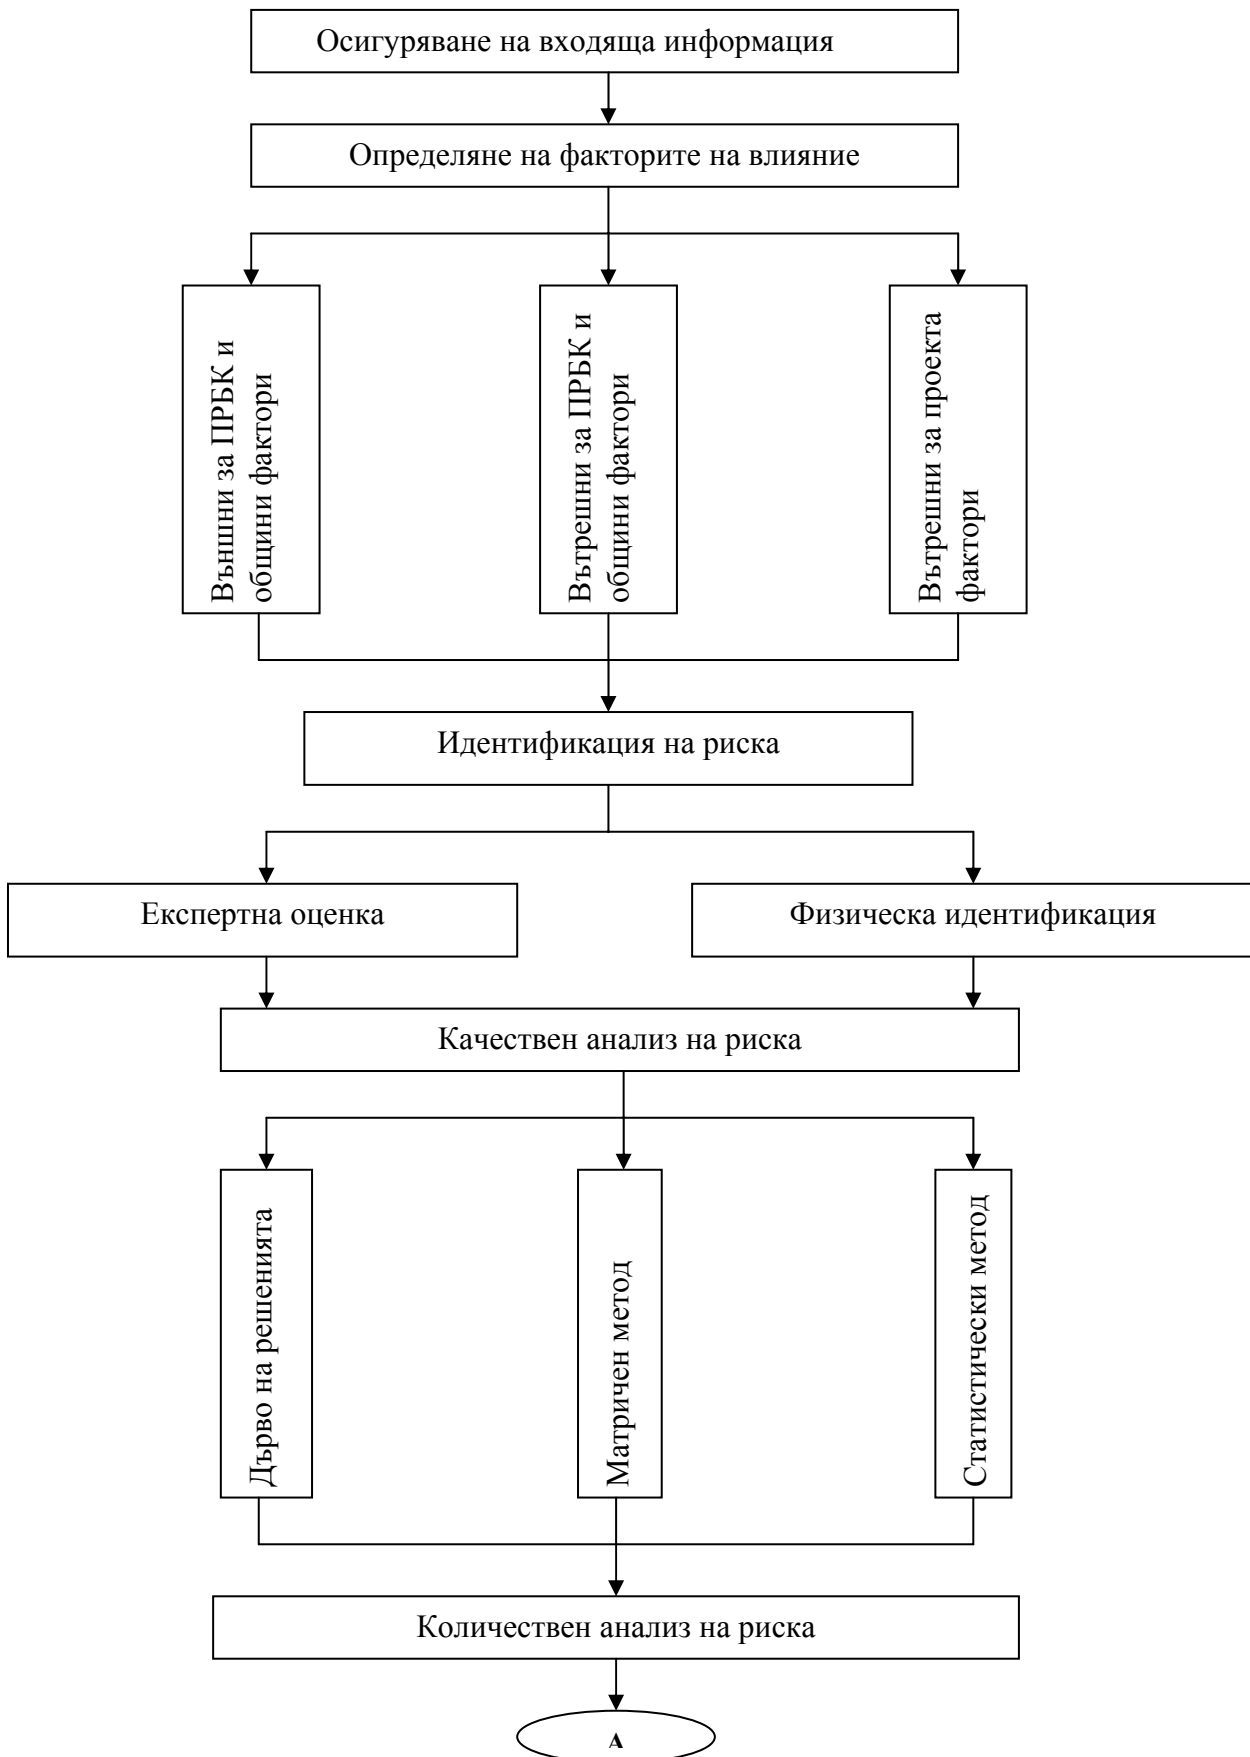 Осигуряване на входяща информация
Определяне на факторите на влияние
Външни за ПРБК и
общини фактори
Вътрешни за ПРБК и
общини фактори
Вътрешни за проекта
фактори
Идентификация на риска
Експертна оценка
Физическа идентификация
Качествен анализ на риска
Дърво на решенията
Матричен метод
Статистически метод
Количествен анализ на риска
А